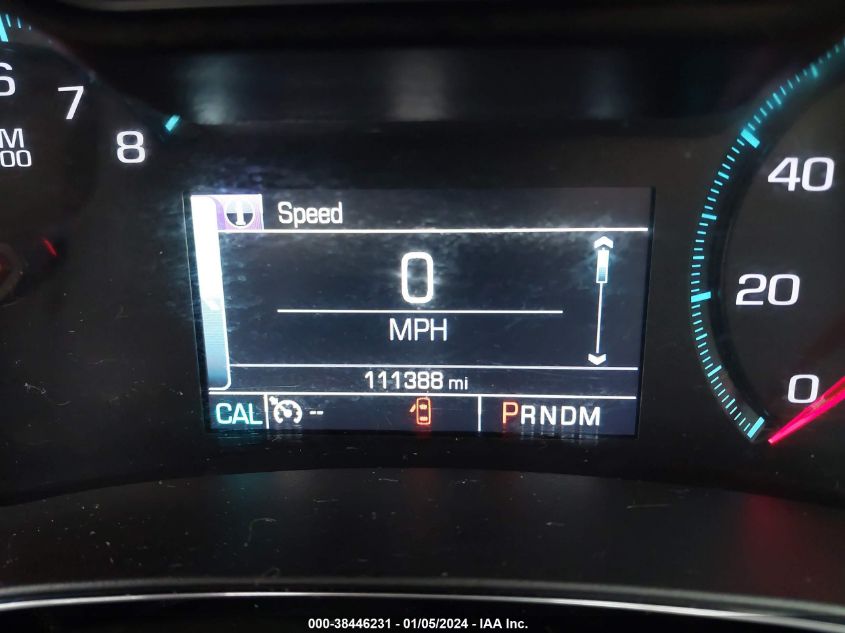 6
7
8
M
00
Speed
0
MPH
111388 mi
CAL -- PRNDM
40
20
0
000-38446231 - 01/05/2024 - IAA Inc.